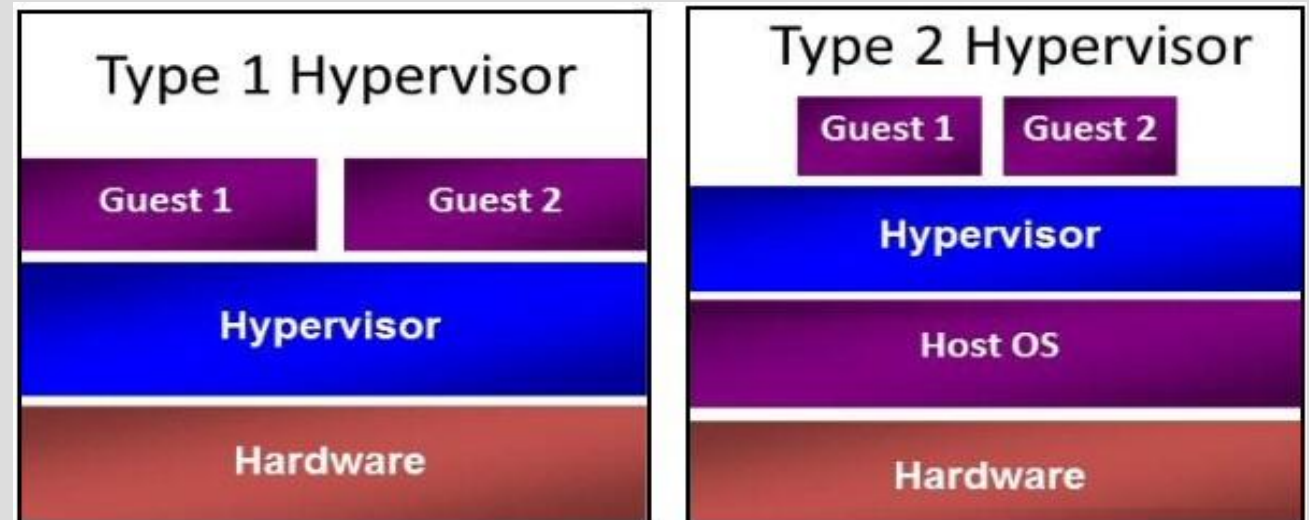 Type 1 Hypervisor
Guest 1 Guest 2
Hypervisor
Hardware
Type 2 Hypervisor
Guest 1 Guest 2
Hypervisor
Host OS
Hardware